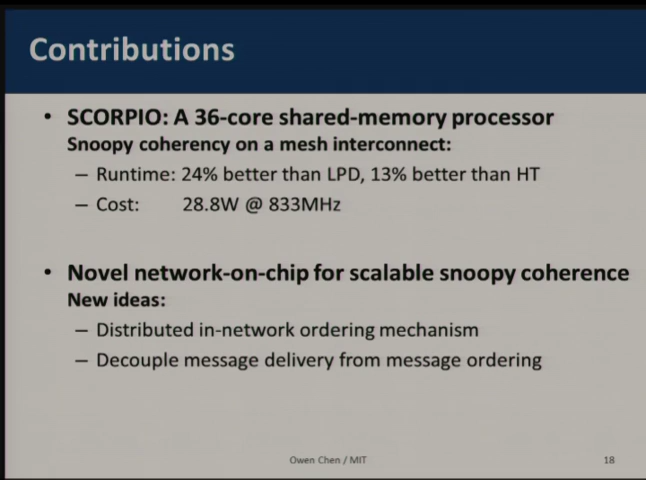 Contributions
• SCORPIO: A 36-core shared-memory processor
Snoopy coherency on a mesh interconnect:
– Runtime: 24% better than LPD, 13% better than HT
– Cost: 28.8W @ 833MHz
• Novel network-on-chip for scalable snoopy coherence
New ideas:
– Distributed in-network ordering mechanism
– Decouple message delivery from message ordering
Owen Chen / MIT
18